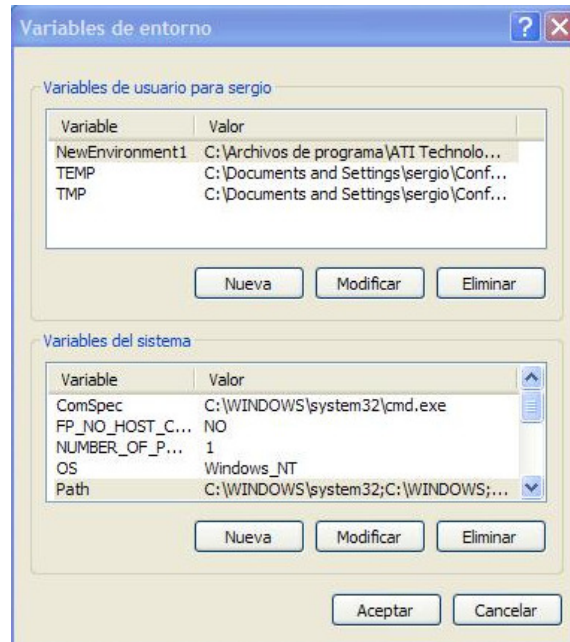 Variables de entorno
Variables de usuario para sergio
Variable Valor
NewEnvironment1 C:\Archivos de programa\ATI Technolo...
TEMP C:\Documents and Settings\sergio\Conf...
TMP C:\Documents and Settings\sergio\Conf...
Nueva Modificar Eliminar
Variables del sistema
Variable Valor
ComSpec C:\WINDOWS\system32\cmd.exe
FP_NO_HOST_C... NO
NUMBER_OF_P... 1
OS Windows_NT
Path C:\WINDOWS\system32;C:\WINDOWS;...
Nueva Modificar Eliminar
Aceptar Cancelar